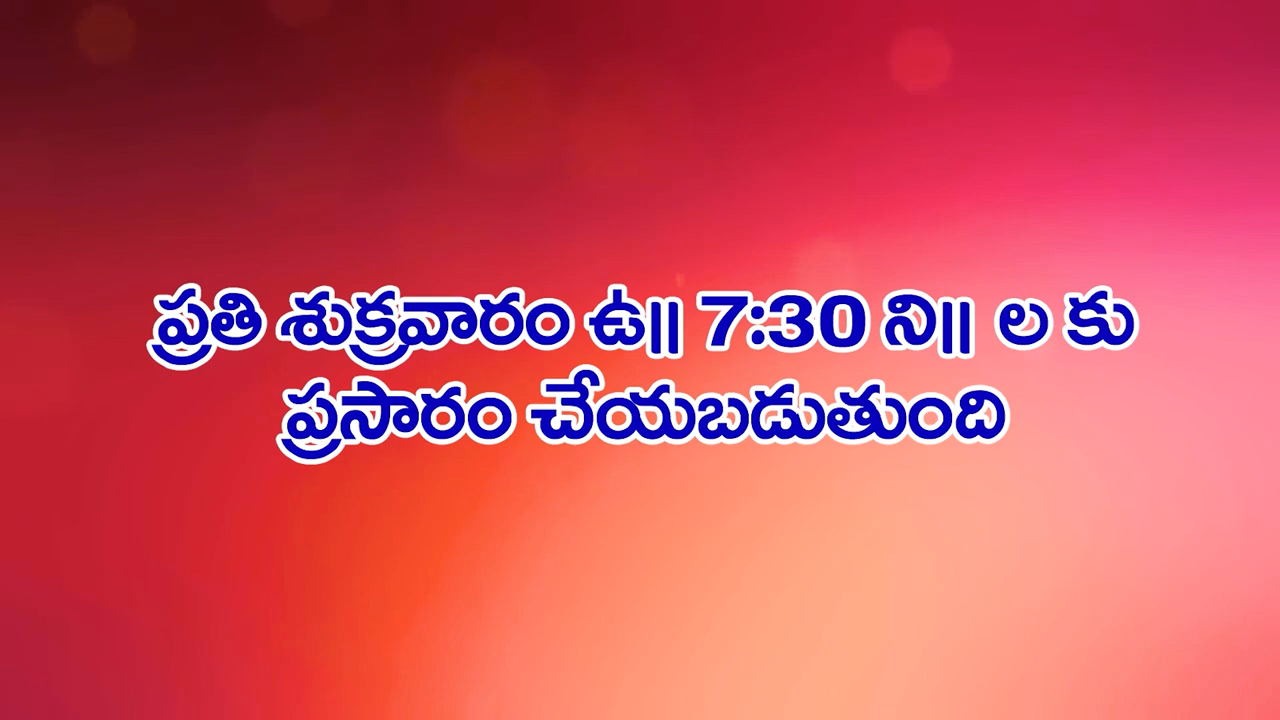 ప్రతి శుక్రవారం ఉ|| 7:30 ని|| ల కు
ప్రసారం చేయబడుతుంది